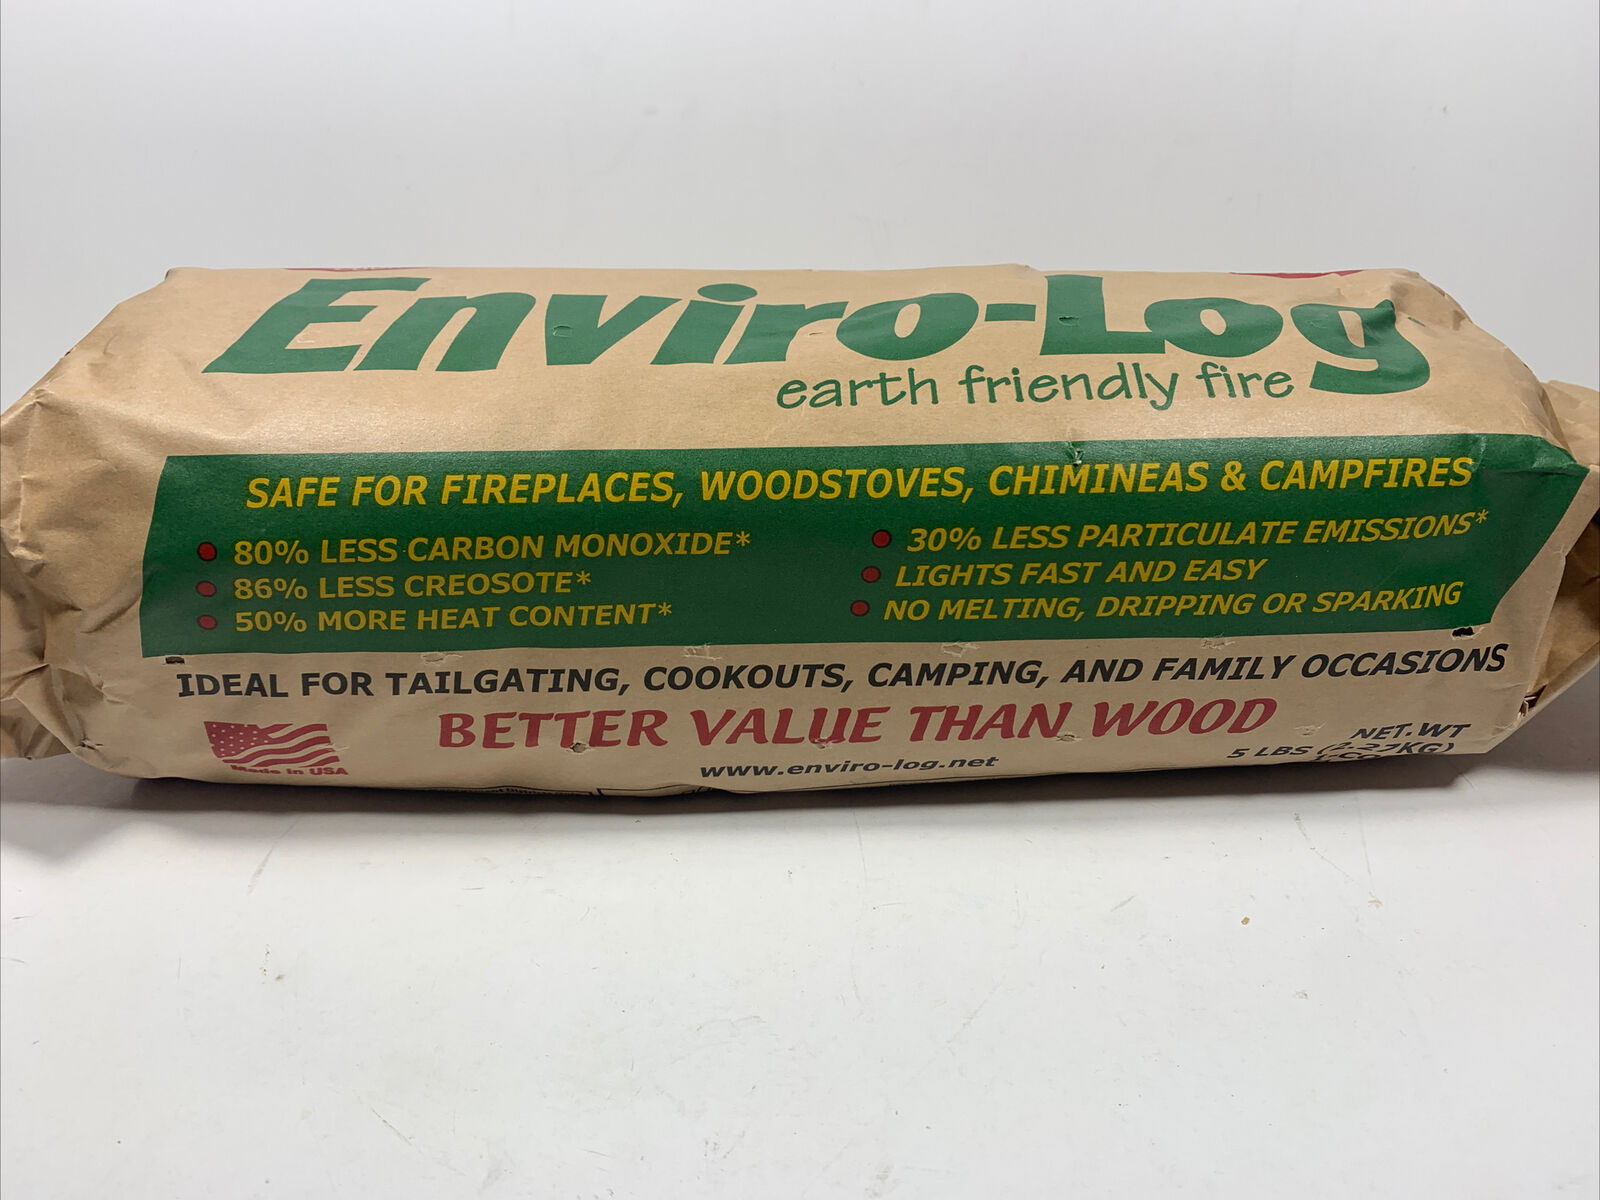 Enviro-Log
earth friendly fire
SAFE FOR FIREPLACES, WOODSTOVES, CHIMINEAS & CAMPFIRES
80% LESS CARBON MONOXIDE*
86% LESS CREOSOTE*
50% MORE HEAT CONTENT*
30% LESS PARTICULATE EMISSIONS*
LIGHTS FAST AND EASY
NO MELTING, DRIPPING OR SPARKING
IDEAL FOR TAILGATING, COOKOUTS, CAMPING, AND FAMILY OCCASIONS
BETTER VALUE THAN WOOD
Made in USA
www.enviro-log.net
NET.WT
5 LBS (2.27KG)